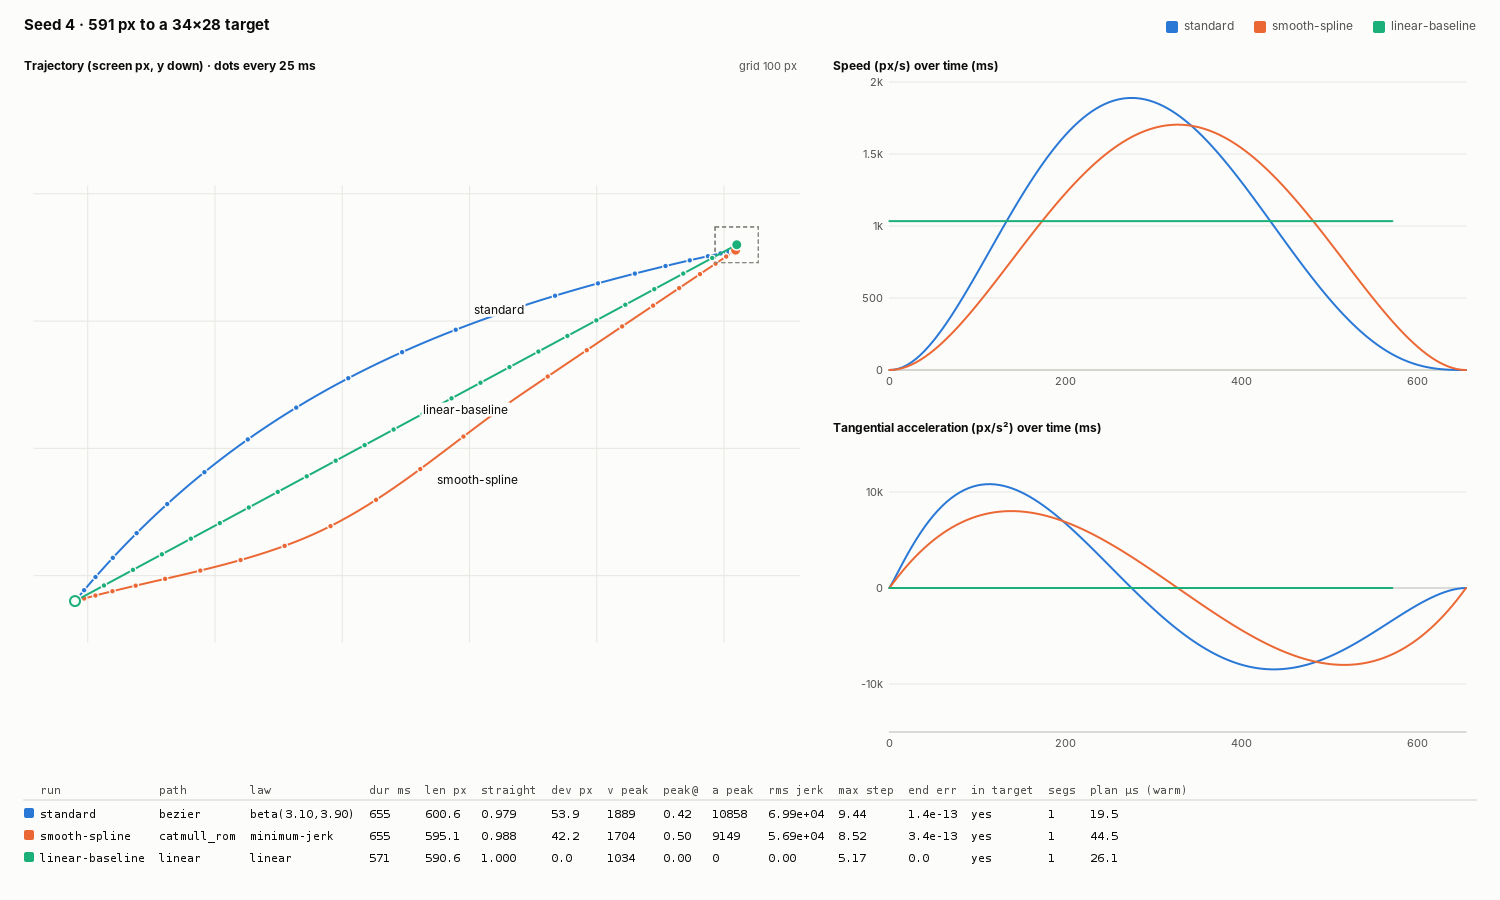 Seed 4 · 591 px to a 34×28 target
standard smooth-spline linear-baseline
Trajectory (screen px, y down) · dots every 25 ms
grid 100 px
standard
linear-baseline
smooth-spline
Speed (px/s) over time (ms)
2k
1.5k
1k
500
0
0 200 400 600
Tangential acceleration (px/s²) over time (ms)
10k
0
-10k
0 200 400 600
run path law dur ms len px straight dev px v peak peak@ a peak rms jerk max step end err in target segs plan µs (warm)
standard bezier beta(3.10,3.90) 655 600.6 0.979 53.9 1889 0.42 10858 6.99e+04 9.44 1.4e-13 yes 1 19.5
smooth-spline catmull_rom minimum-jerk 655 595.1 0.988 42.2 1704 0.50 9149 5.69e+04 8.52 3.4e-13 yes 1 44.5
linear-baseline linear linear 571 590.6 1.000 0.0 1034 0.00 0 0.00 5.17 0.0 yes 1 26.1